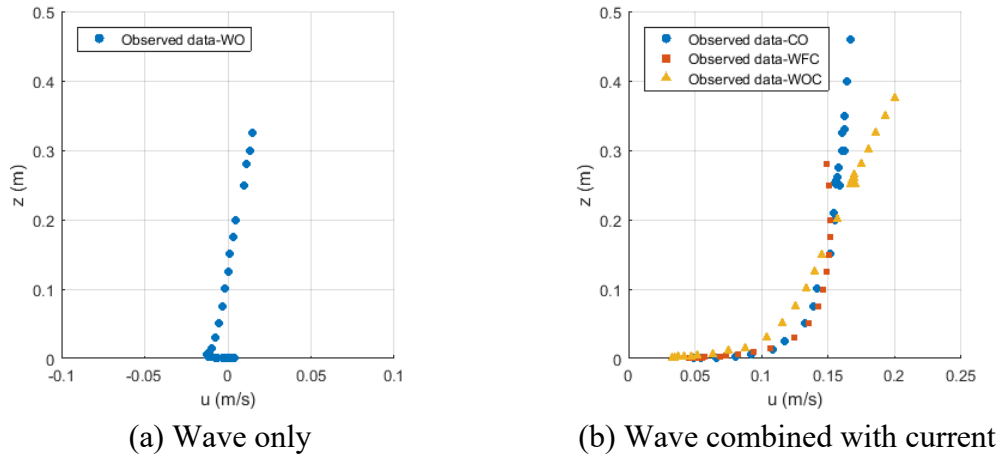 0.5
0.4
0.3
0.2
0.1
0
z (m)
-0.1
-0.05
0
0.05
0.1
u (m/s)
Observed data-WO
(a) Wave only
0.5
0.4
0.3
0.2
0.1
0
z (m)
0
0.05
0.1
0.15
0.2
0.25
u (m/s)
Observed data-CO
Observed data-WFC
Observed data-WOC
(b) Wave combined with current